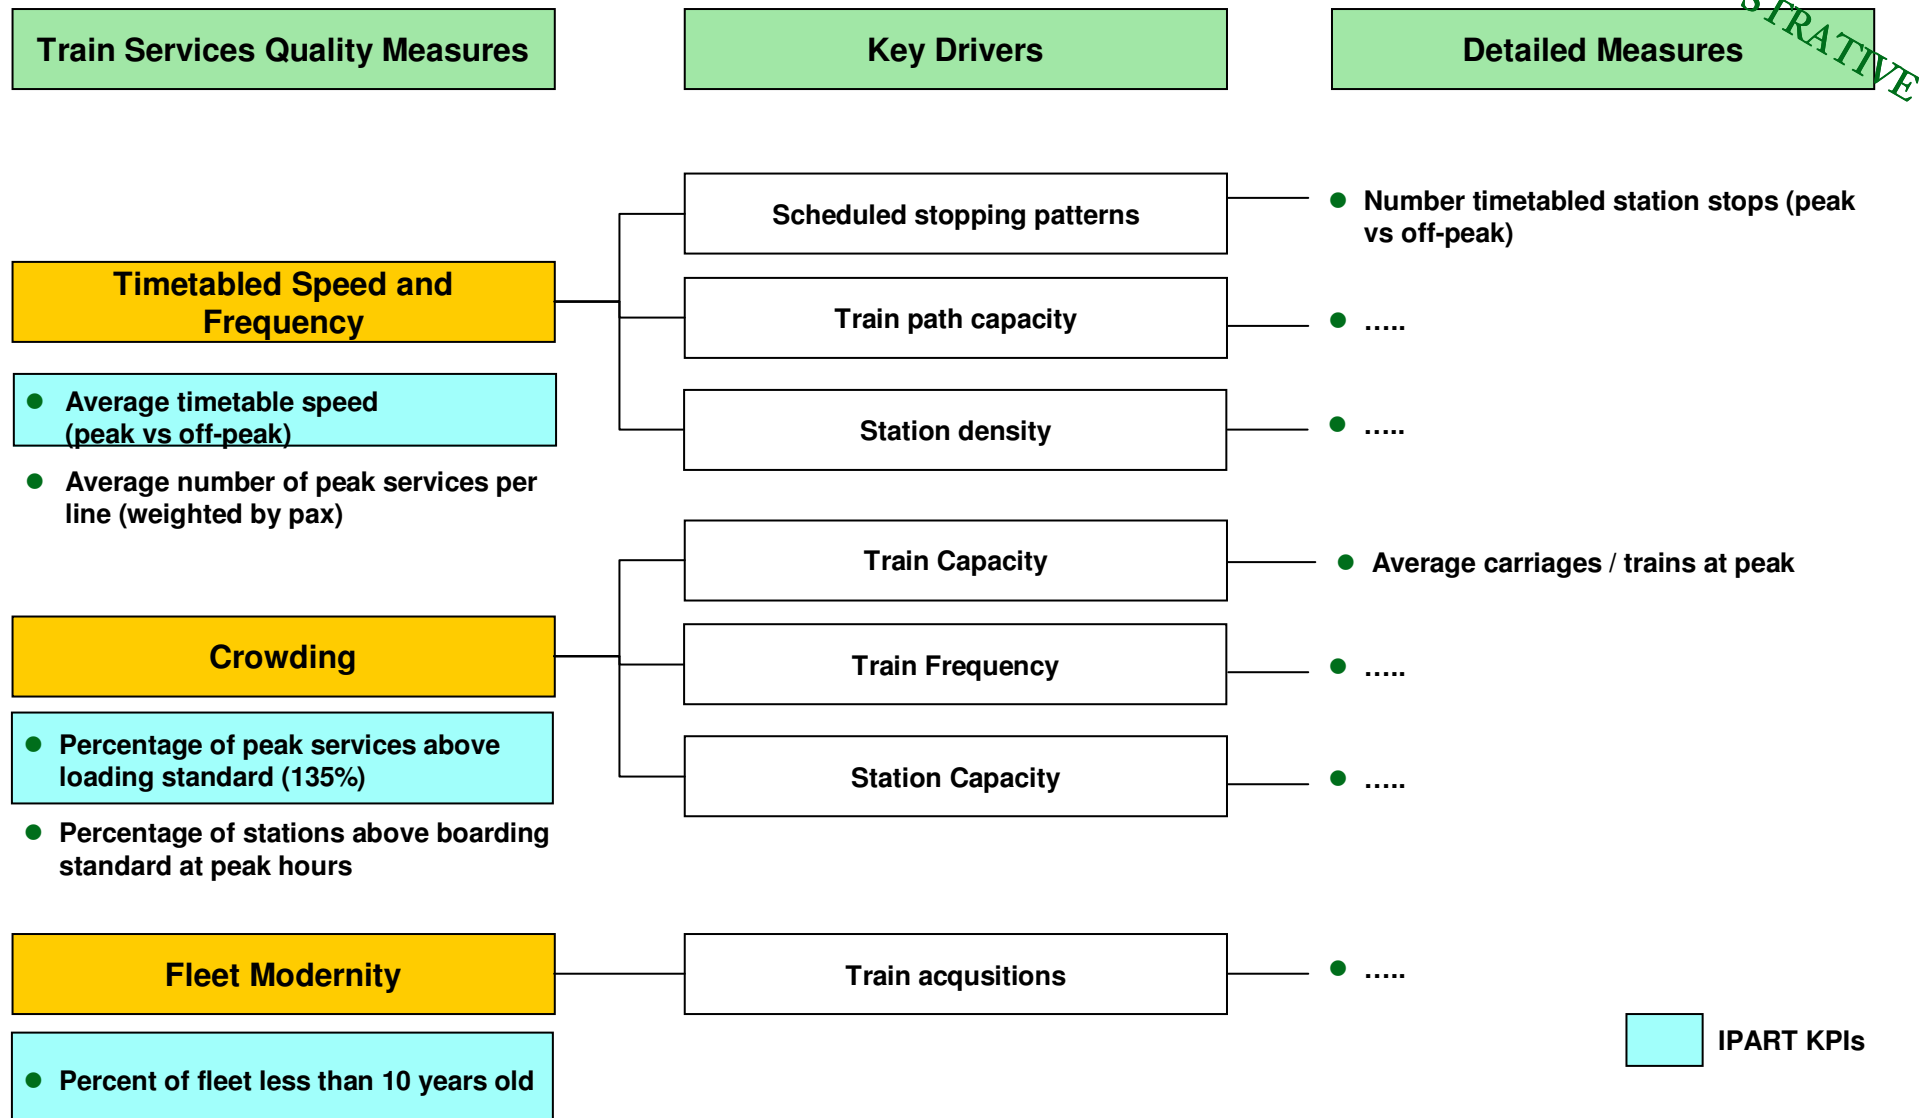 Train Services Quality Measures
Key Drivers
Detailed Measures
STRATIVE
Scheduled stopping patterns
Number timetabled station stops (peak
vs off-peak)
Timetabled Speed and
Frequency
Train path capacity
…..
Average timetable speed
(peak vs off-peak)
Station density
…..
Average number of peak services per
line (weighted by pax)
Train Capacity
Average carriages / trains at peak
Crowding
Train Frequency
…..
Percentage of peak services above
loading standard (135%)
Station Capacity
…..
Percentage of stations above boarding
standard at peak hours
Fleet Modernity
Train acqusitions
…..
IPART KPIs
Percent of fleet less than 10 years old